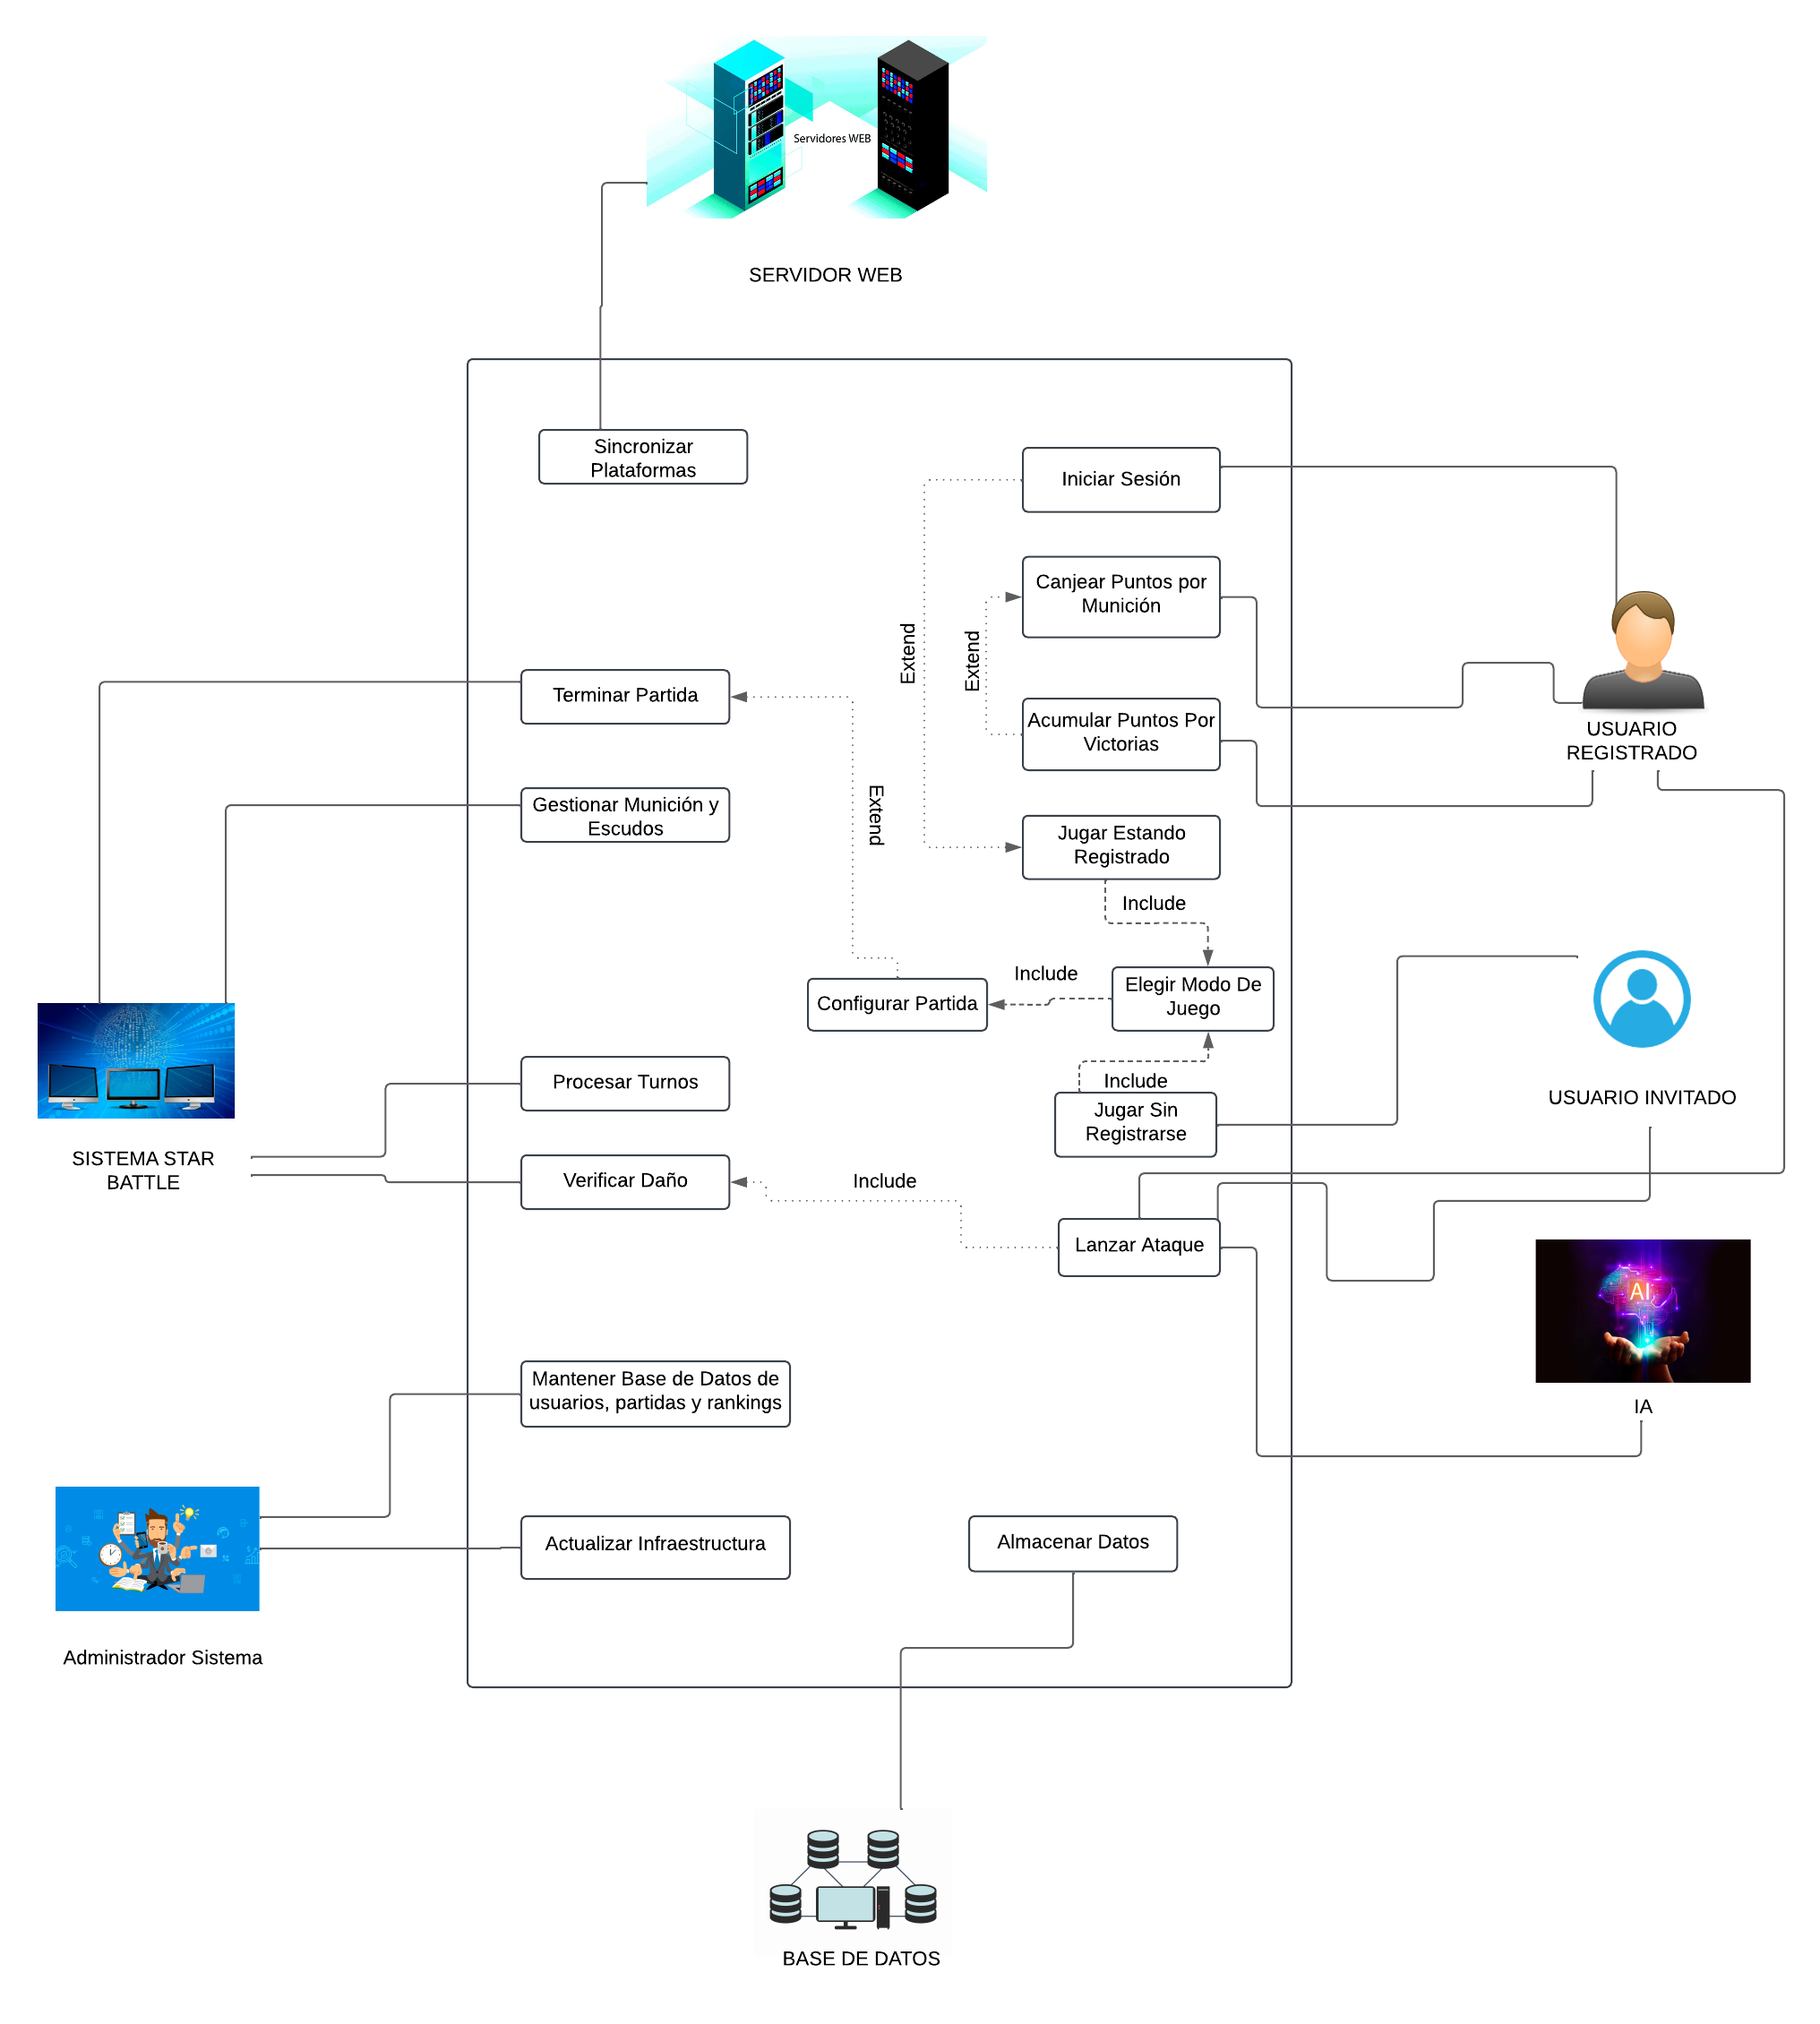 Servidores WEB
SERVIDOR WEB
Sincronizar
Plataformas
Iniciar Sesión
Canjear Puntos por
Munición
Extend
Extend
Terminar Partida
Acumular Puntos Por
Victorias
USUARIO
REGISTRADO
Gestionar Munición y
Escudos
Extend
Jugar Estando
Registrado
Include
Include
Elegir Modo De
Juego
Configurar Partida
Procesar Turnos
Include
Jugar Sin
Registrarse
USUARIO INVITADO
SISTEMA STAR
BATTLE
Verificar Daño
Include
Lanzar Ataque
AI
IA
Mantener Base de Datos de
usuarios, partidas y rankings
Actualizar Infraestructura
Almacenar Datos
Administrador Sistema
BASE DE DATOS